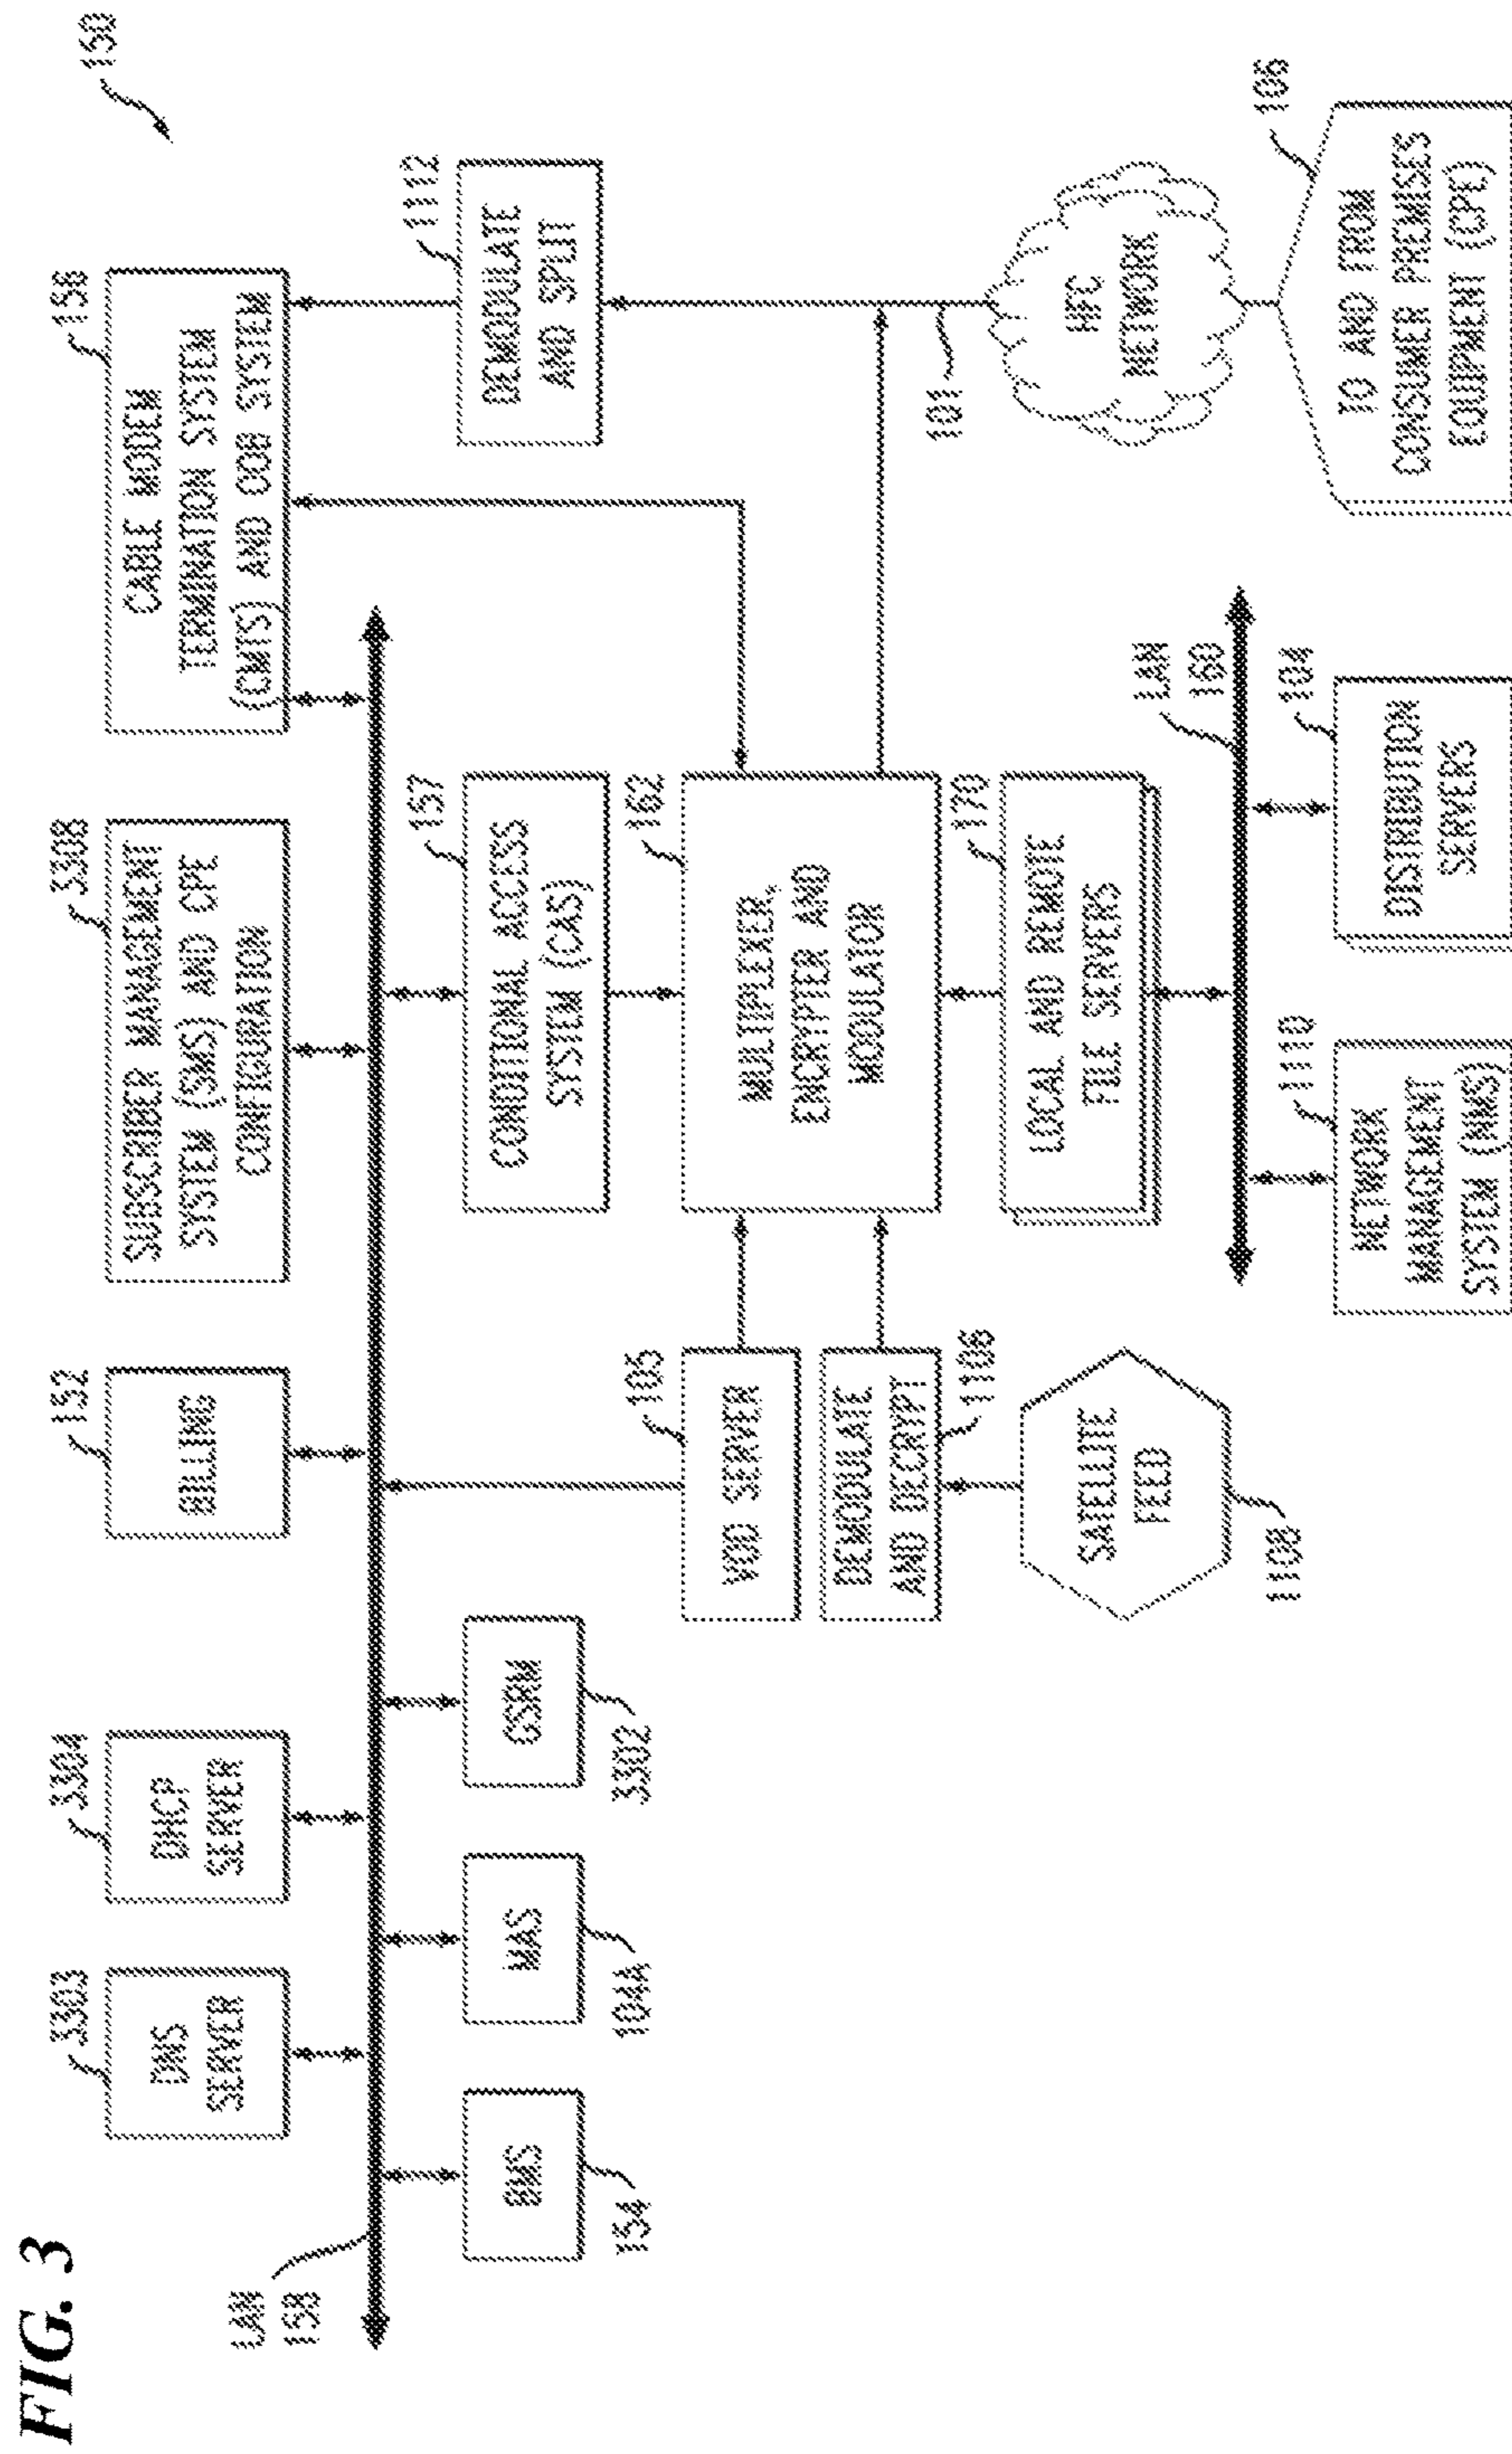 FIG. 3
150
3303
DNS
SERVER
3304
DHCP
SERVER
152
BILLING
3308
SUBSCRIBER MANAGEMENT
SYSTEM (SMS) AND CPE
CONFIGURATION
156
CABLE MODEM
TERMINATION SYSTEM
(CMTS) AND OOB SYSTEM
LAN
158
BMS
154
MAS
104A
GSRM
3302
157
CONDITIONAL ACCESS
SYSTEM (CAS)
1112
DEMODULATE
AND SPLIT
105
VOD SERVER
162
MULTIPLEXER,
ENCRYPTER AND
MODULATOR
DEMODULATE
AND DECRYPT
1106
101
170
LOCAL AND REMOTE
FILE SERVERS
SATELLITE
FEED
1108
HFC
NETWORK
LAN
160
106
TO AND FROM
CONSUMER PREMISES
EQUIPMENT (CPE)
1110
NETWORK
MANAGEMENT
SYSTEM (NMS)
104
DISTRIBUTION
SERVERS